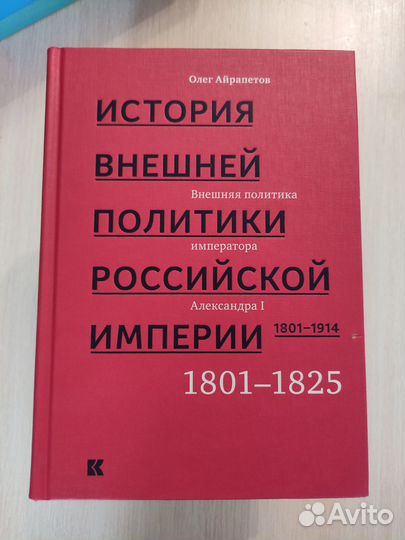 Олег Айрапетов
ИСТОРИЯ
ВНЕШНЕЙ
Внешняя политика
ПОЛИТИКИ
императора
РОССИЙСКОЙ
Александра I
ИМПЕРИИ 1801–1914
1801–1825
К
Avito